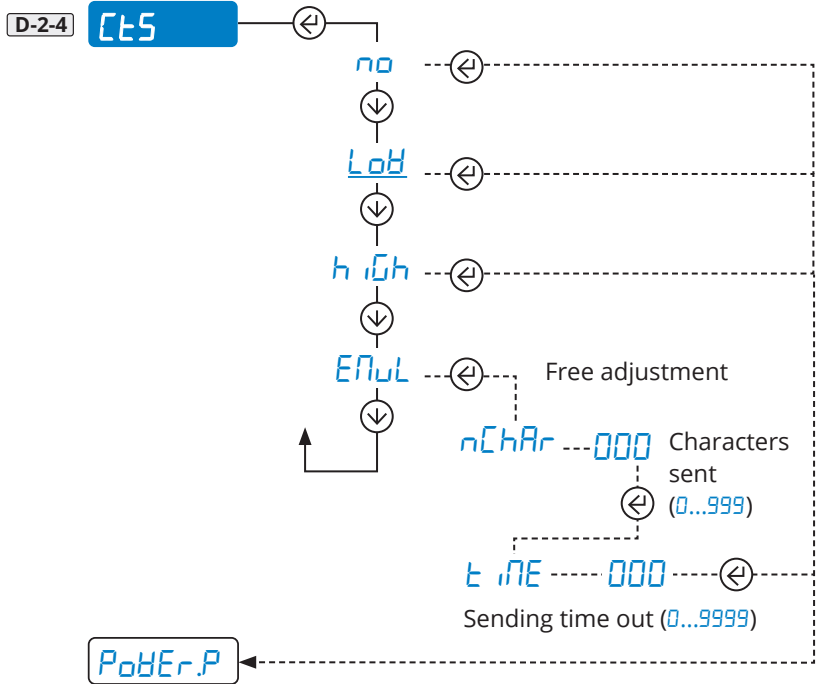 D-2-4 CtS
no
LoW
hiGh
EMuL Free adjustment
nChAr 000 Characters
sent
(0...999)
tiME 000
Sending time out (0...9999)
PoWEr.P